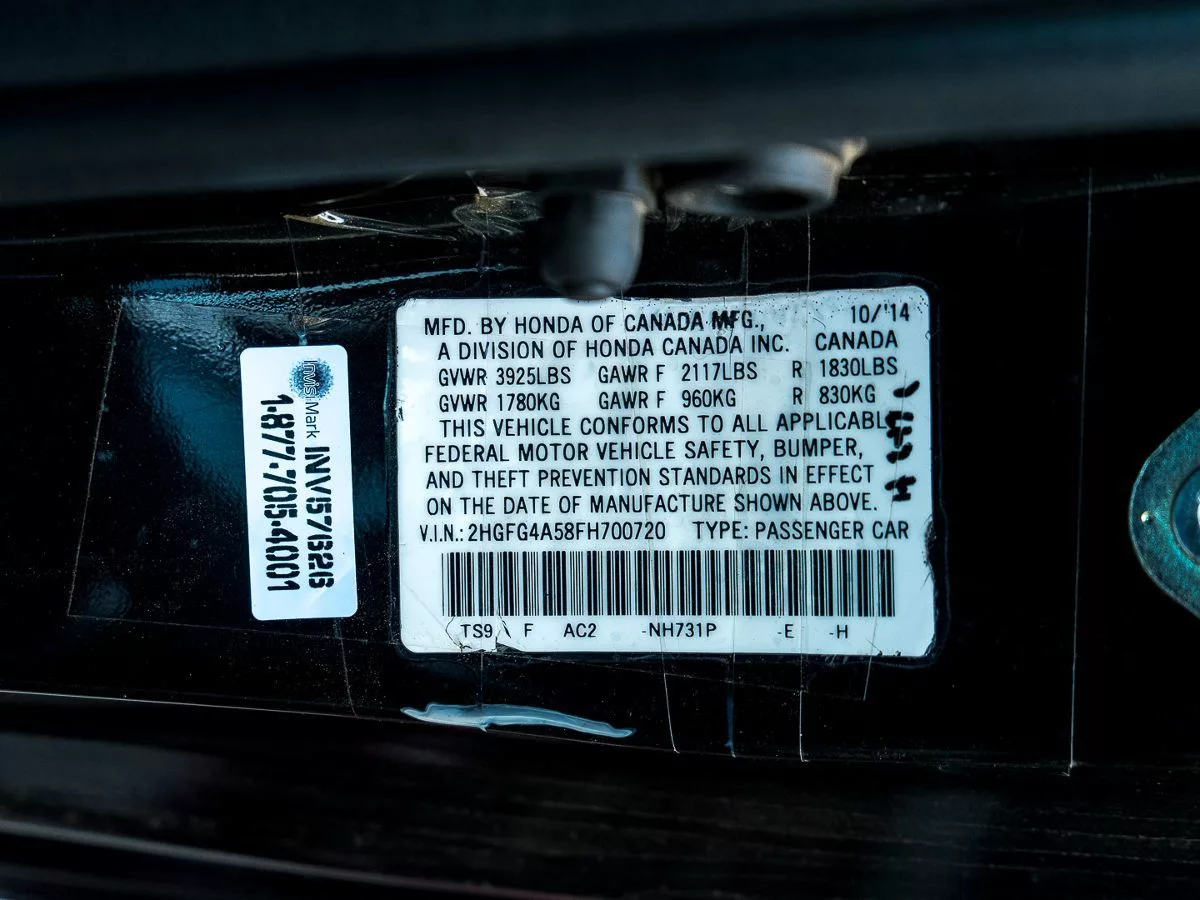 MFD. BY HONDA OF CANADA MFG., 10/'14
A DIVISION OF HONDA CANADA INC. CANADA
GVWR 3925LBS GAWR F 2117LBS R 1830LBS
GVWR 1780KG GAWR F 960KG R 830KG
THIS VEHICLE CONFORMS TO ALL APPLICABLE
FEDERAL MOTOR VEHICLE SAFETY, BUMPER,
AND THEFT PREVENTION STANDARDS IN EFFECT
ON THE DATE OF MANUFACTURE SHOWN ABOVE.
V.I.N.: 2HGFG4A58FH700720 TYPE: PASSENGER CAR
TS9 F AC2 -NH731P -E -H
InvisiMark INV57626
1-877-705-4001